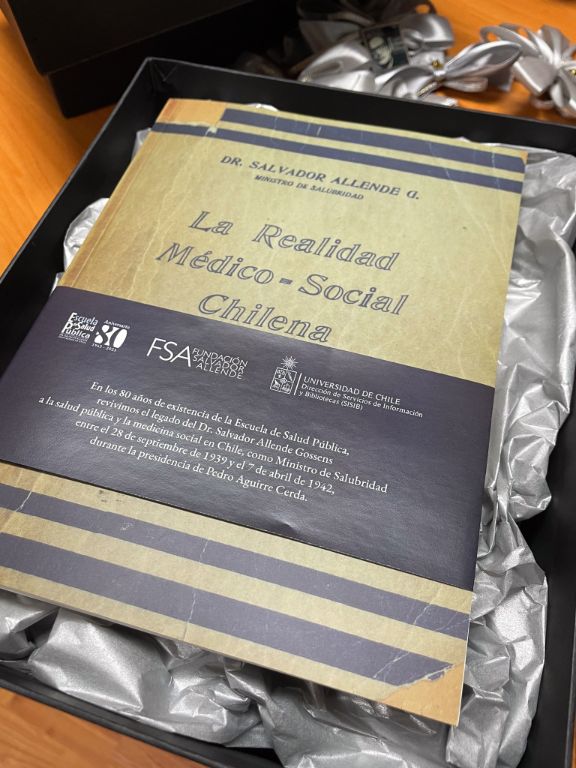 DR. SALVADOR ALLENDE G.
MINISTRO DE SALUBRIDAD
La Realidad
Médico-Social
Chilena
Escuela
De Salud
Pública
Aniversario
80
1943-2023
FSA
FUNDACIÓN
SALVADOR
ALLENDE
UNIVERSIDAD DE CHILE
Dirección de Servicios de Información
y Bibliotecas (SISIB)
En los 80 años de existencia de la Escuela de Salud Pública,
revivimos el legado del Dr. Salvador Allende Gossens
a la salud pública y la medicina social en Chile, como Ministro de Salubridad
entre el 28 de septiembre de 1939 y el 7 de abril de 1942,
durante la presidencia de Pedro Aguirre Cerda.